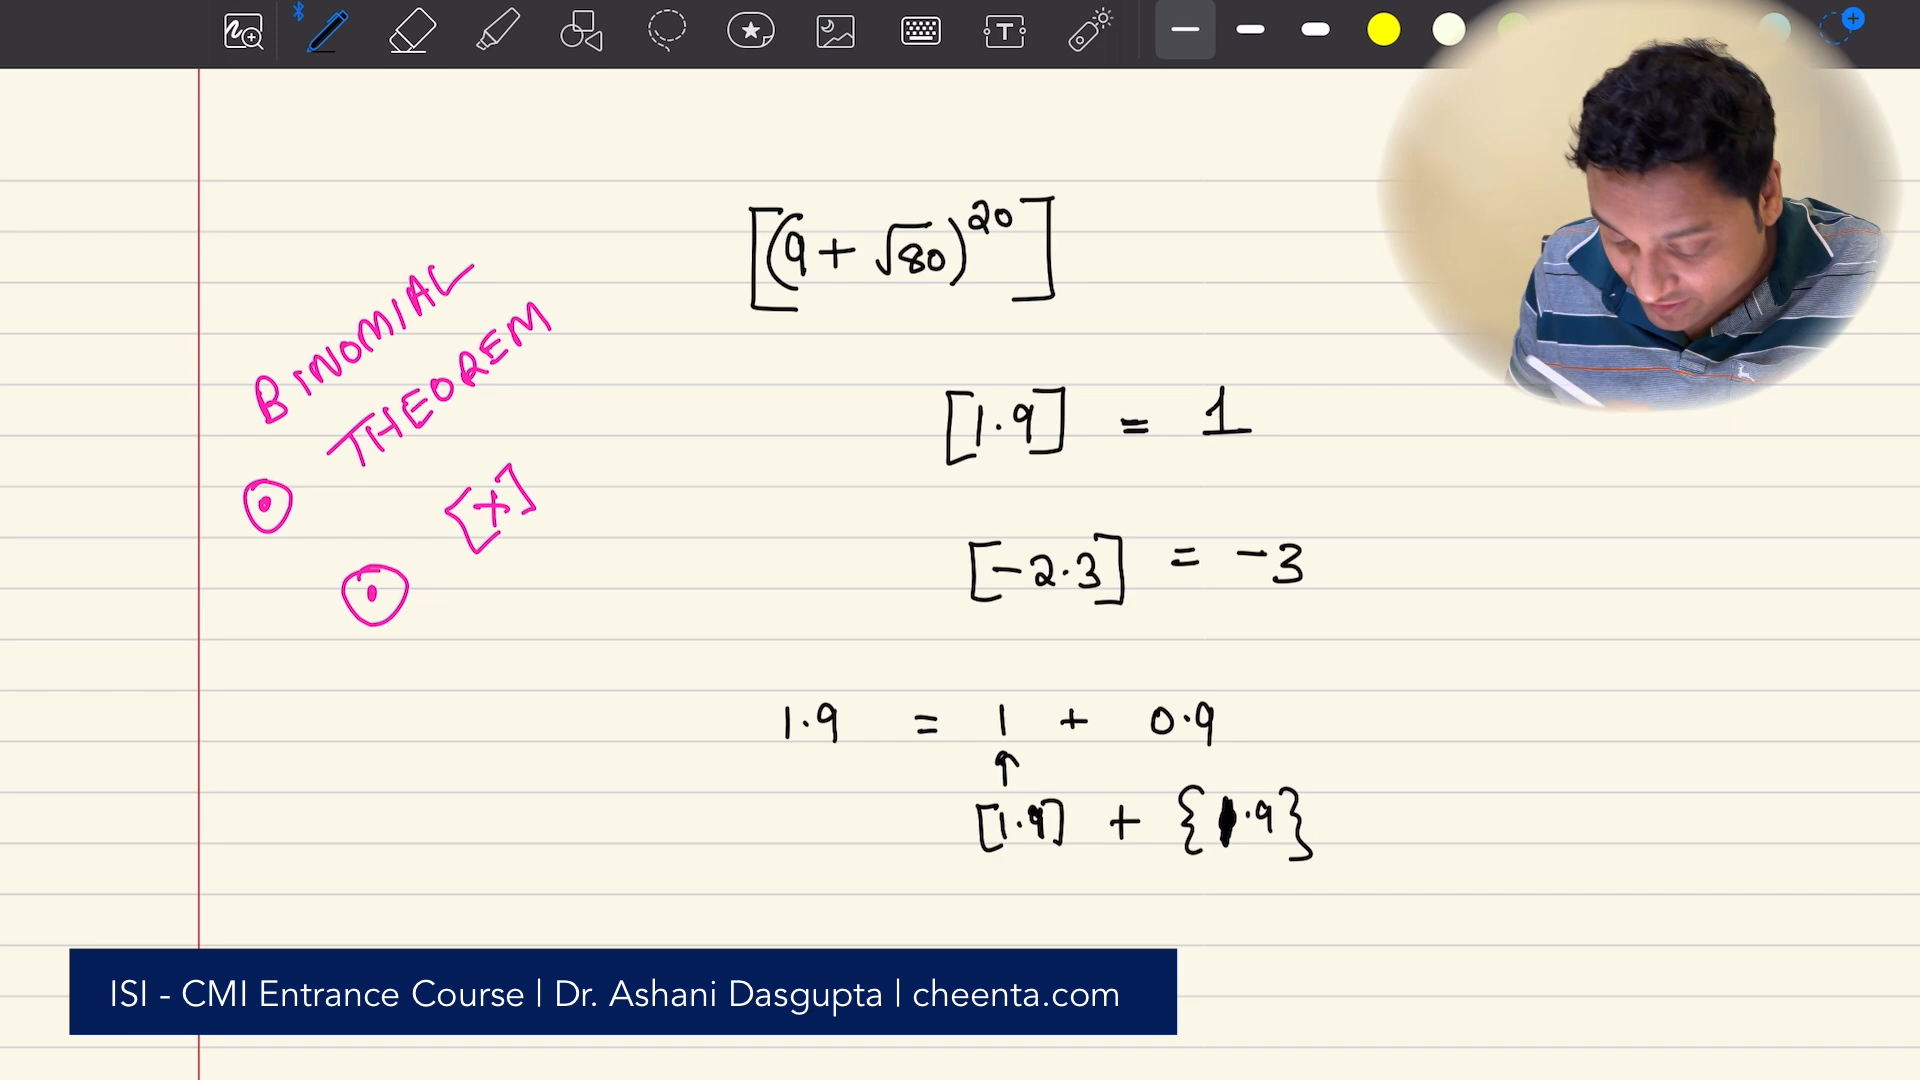 [(9 + √80)^20]
BINOMIAL
THEOREM
[x]
[1.9] = 1
[-2.3] = -3
1.9 = 1 + 0.9
↑
[1.9] + {1.9}
ISI - CMI Entrance Course | Dr. Ashani Dasgupta | cheenta.com